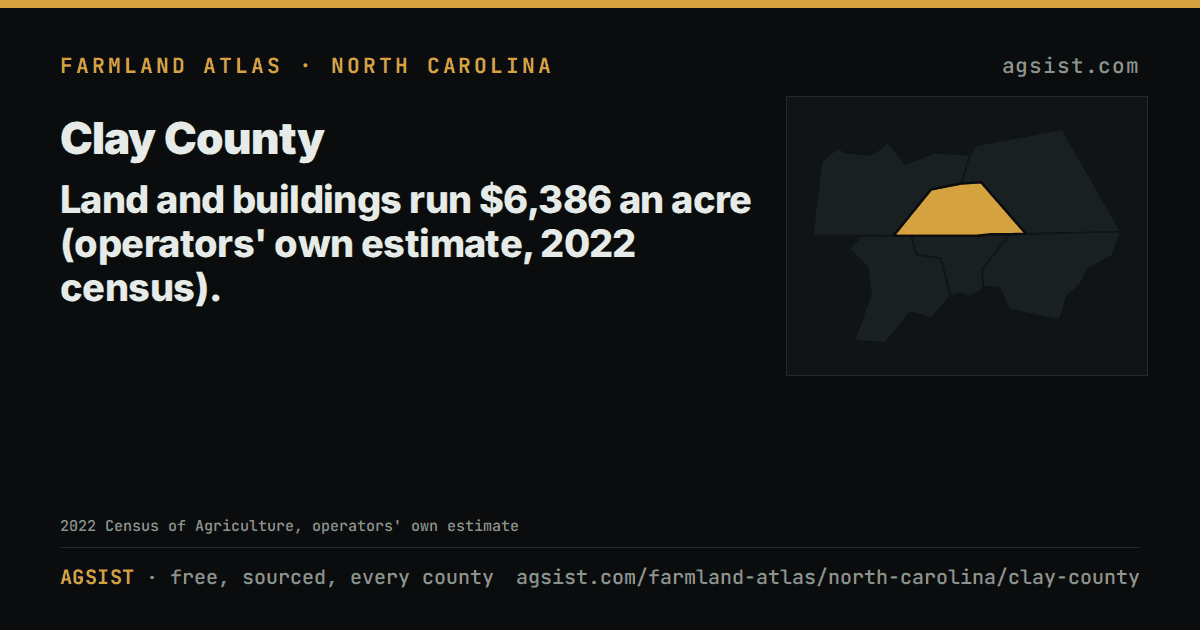 FARMLAND ATLAS · NORTH CAROLINA
agsist.com
Clay County
Land and buildings run $6,386 an acre
(operators' own estimate, 2022
census).
2022 Census of Agriculture, operators' own estimate
AGSIST · free, sourced, every county
agsist.com/farmland-atlas/north-carolina/clay-county